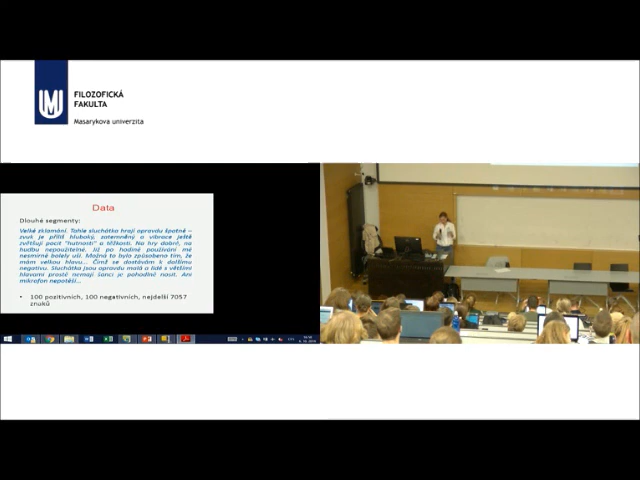 FILOZOFICKÁ
FAKULTA
Masarykova univerzita
Data
Dlouhé segmenty:
Velké zklamání. Tahle sluchátka hrají opravdu špatně –
zvuk je příliš hluboký, zatemněný a vibrace ještě
zvětšují pocit "hutnosti" a těžkosti. Na hry dobré, na
hudbu nepoužitelné. Již po hodině používání mě
nesmírně bolely uši. Možná to bylo způsobeno tím, že
mám velkou hlavu... Čímž se dostávám k dalšímu
negativu. Sluchátka jsou opravdu malá a lidé s většími
hlavami prostě nemají šanci je pohodlně nosit. Ani
mikrofon nepotěší...
• 100 pozitivních, 100 negativních, nejdelší 7057
znaků